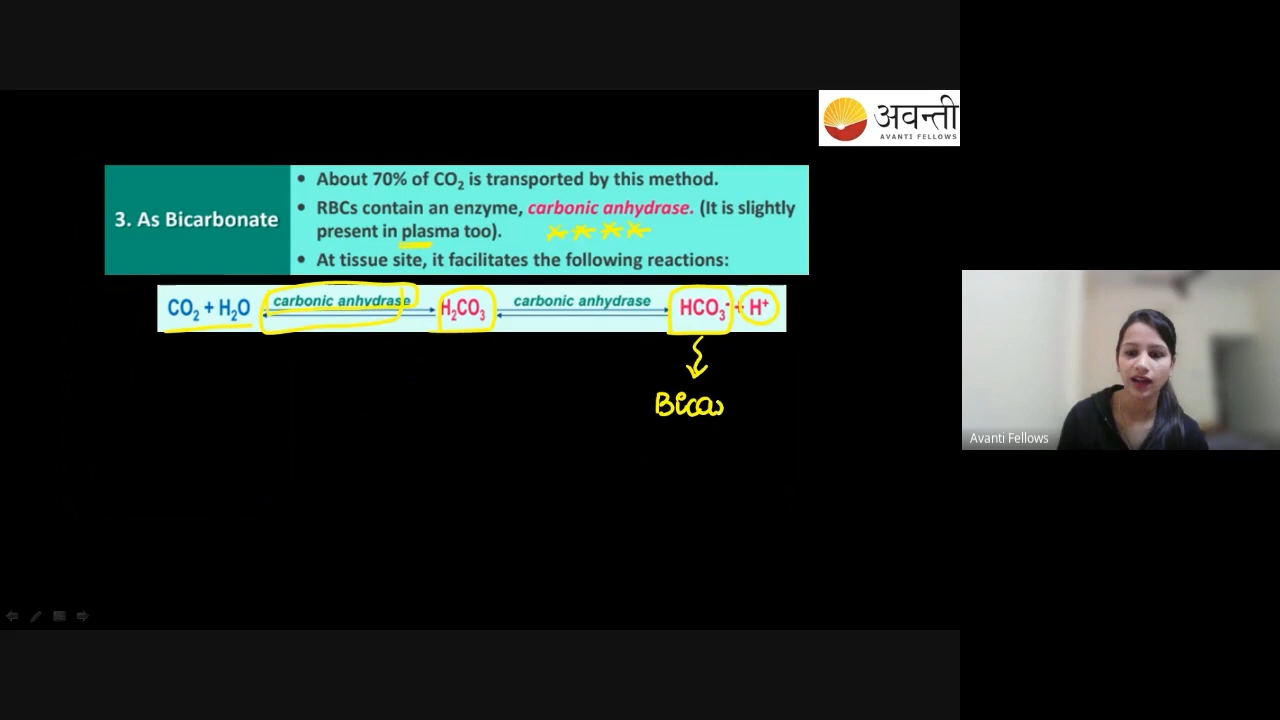 अवन्ती
AVANTI FELLOWS
3. As Bicarbonate
• About 70% of CO₂ is transported by this method.
• RBCs contain an enzyme, carbonic anhydrase. (It is slightly
present in plasma too).
• At tissue site, it facilitates the following reactions:
CO₂ + H₂O carbonic anhydrase H₂CO₃ carbonic anhydrase HCO₃⁻ + H⁺
Avanti Fellows